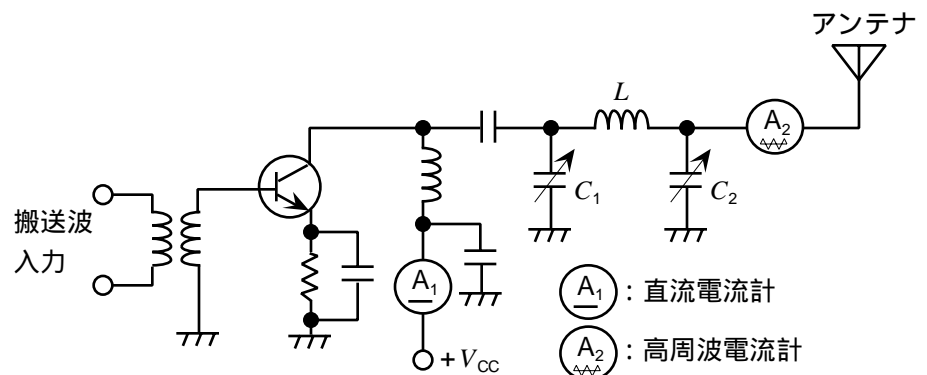 アンテナ
L
A2
C1
C2
搬送波
入力
A1
A1 : 直流電流計
+VCC
A2 : 高周波電流計